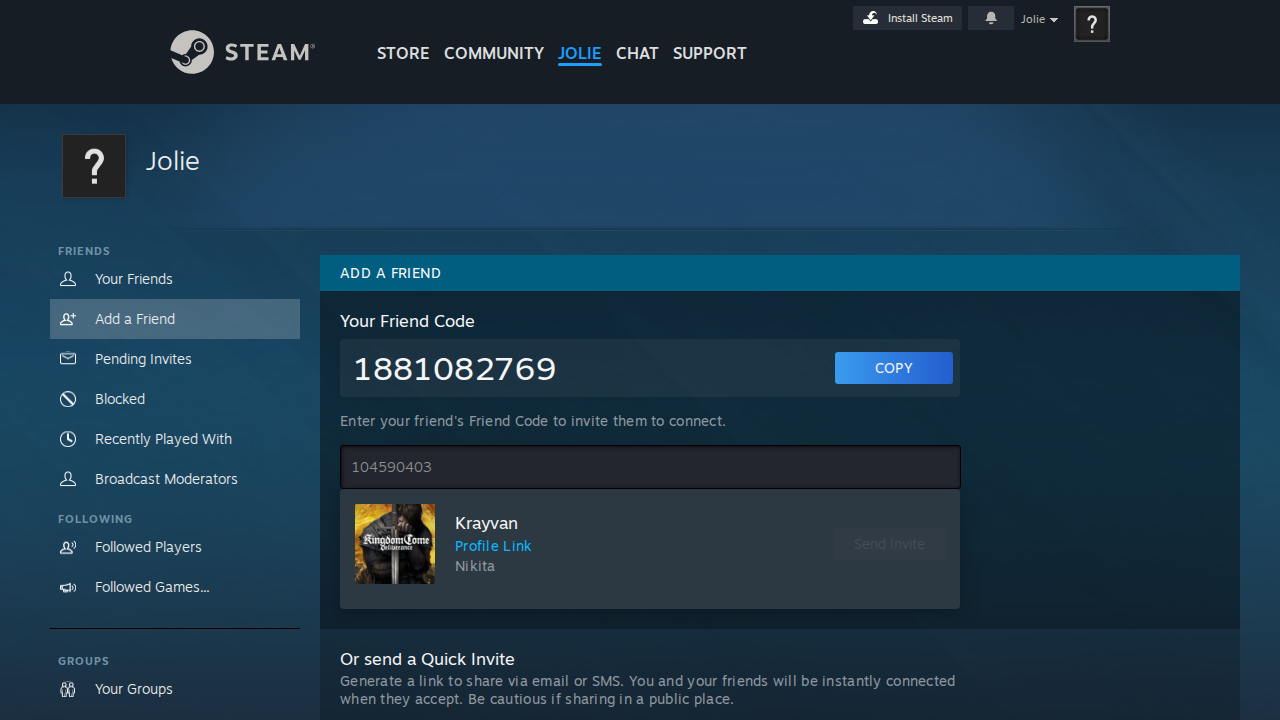 Install Steam
Jolie
STEAM®
STORE COMMUNITY JOLIE CHAT SUPPORT
Jolie
FRIENDS
Your Friends
Add a Friend
Pending Invites
Blocked
Recently Played With
Broadcast Moderators
FOLLOWING
Followed Players
Followed Games...
GROUPS
Your Groups
ADD A FRIEND
Your Friend Code
1881082769
COPY
Enter your friend's Friend Code to invite them to connect.
104590403
Kingdom Come
Deliverance
Krayvan
Profile Link
Nikita
Send Invite
Or send a Quick Invite
Generate a link to share via email or SMS. You and your friends will be instantly connected
when they accept. Be cautious if sharing in a public place.